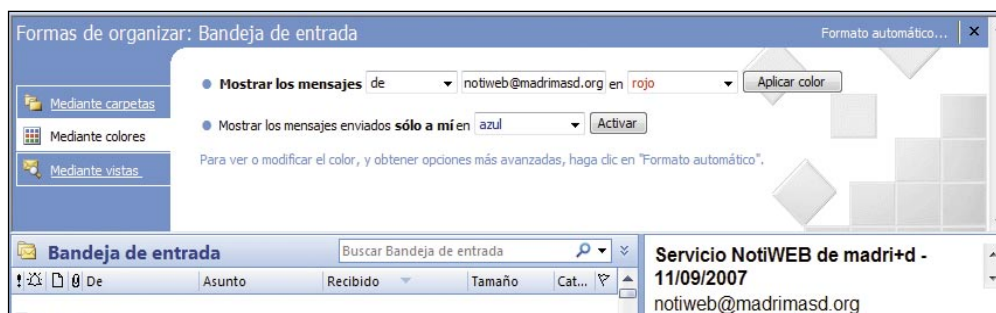 Formas de organizar: Bandeja de entrada Formato automático...
Mostrar los mensajes de notiweb@madrimasd.org en rojo Aplicar color
Mediante carpetas
Mediante colores
Mostrar los mensajes enviados sólo a mí en azul Activar
Para ver o modificar el color, y obtener opciones más avanzadas, haga clic en "Formato automático".
Mediante vistas
Bandeja de entrada Buscar Bandeja de entrada
De Asunto Recibido Tamaño Cat...
Servicio NotiWEB de madri+d -
11/09/2007
notiweb@madrimasd.org